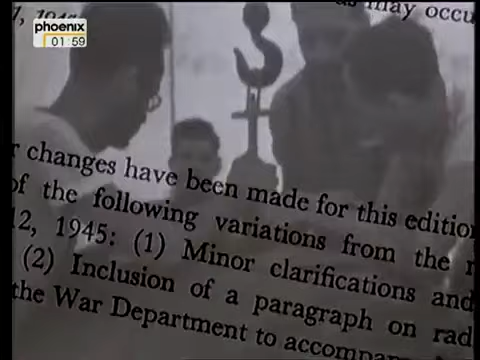 as may occu
phoenix
01:59
changes have been made for this edition
of the following variations from the
12, 1945: (1) Minor clarifications and
(2) Inclusion of a paragraph on rad
the War Department to accompa